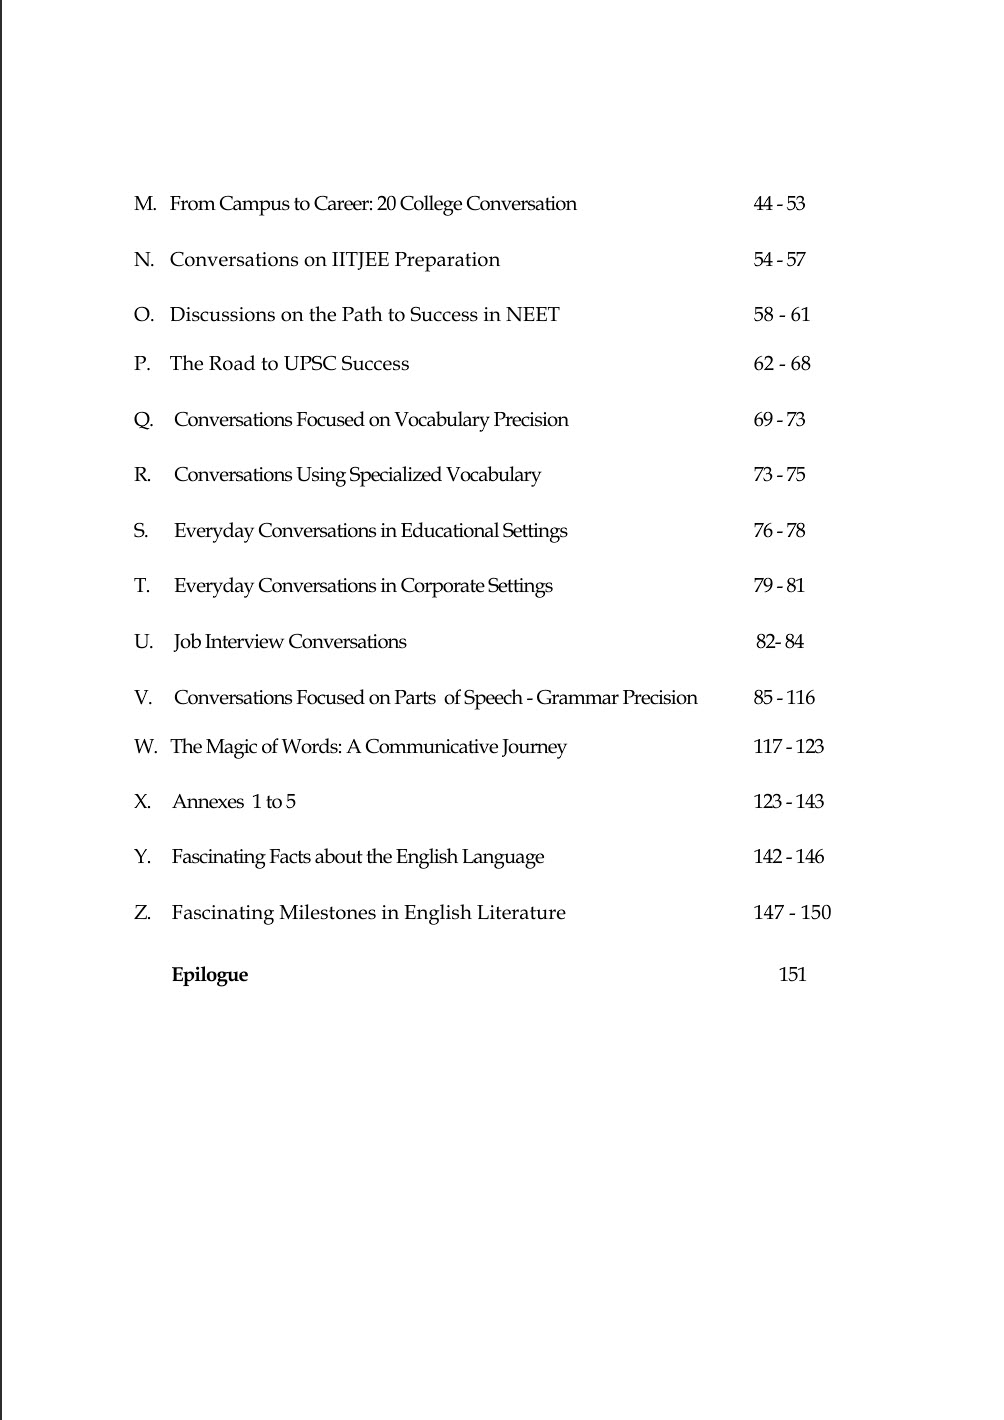 M. From Campus to Career: 20 College Conversation 44 - 53
N. Conversations on IITJEE Preparation 54 - 57
O. Discussions on the Path to Success in NEET 58 - 61
P. The Road to UPSC Success 62 - 68
Q. Conversations Focused on Vocabulary Precision 69 - 73
R. Conversations Using Specialized Vocabulary 73 - 75
S. Everyday Conversations in Educational Settings 76 - 78
T. Everyday Conversations in Corporate Settings 79 - 81
U. Job Interview Conversations 82- 84
V. Conversations Focused on Parts of Speech - Grammar Precision 85 - 116
W. The Magic of Words: A Communicative Journey 117 - 123
X. Annexes 1 to 5 123 - 143
Y. Fascinating Facts about the English Language 142 - 146
Z. Fascinating Milestones in English Literature 147 - 150
Epilogue 151